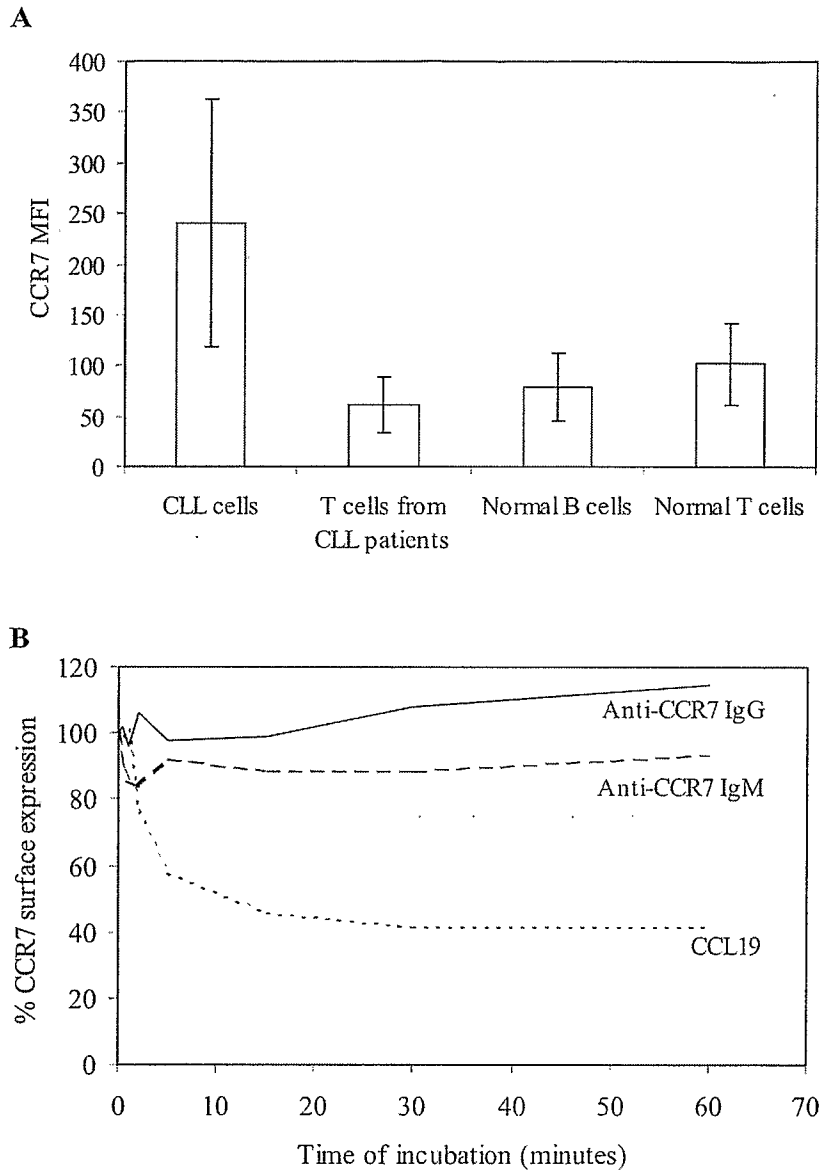 A
400
350
300
250
200
150
100
50
0
CCR7 MFI
CLL cells
T cells from
CLL patients
Normal B cells
Normal T cells
B
120
100
80
60
40
20
0
% CCR7 surface expression
Anti-CCR7 IgG
Anti-CCR7 IgM
CCL19
0 10 20 30 40 50 60 70
Time of incubation (minutes)